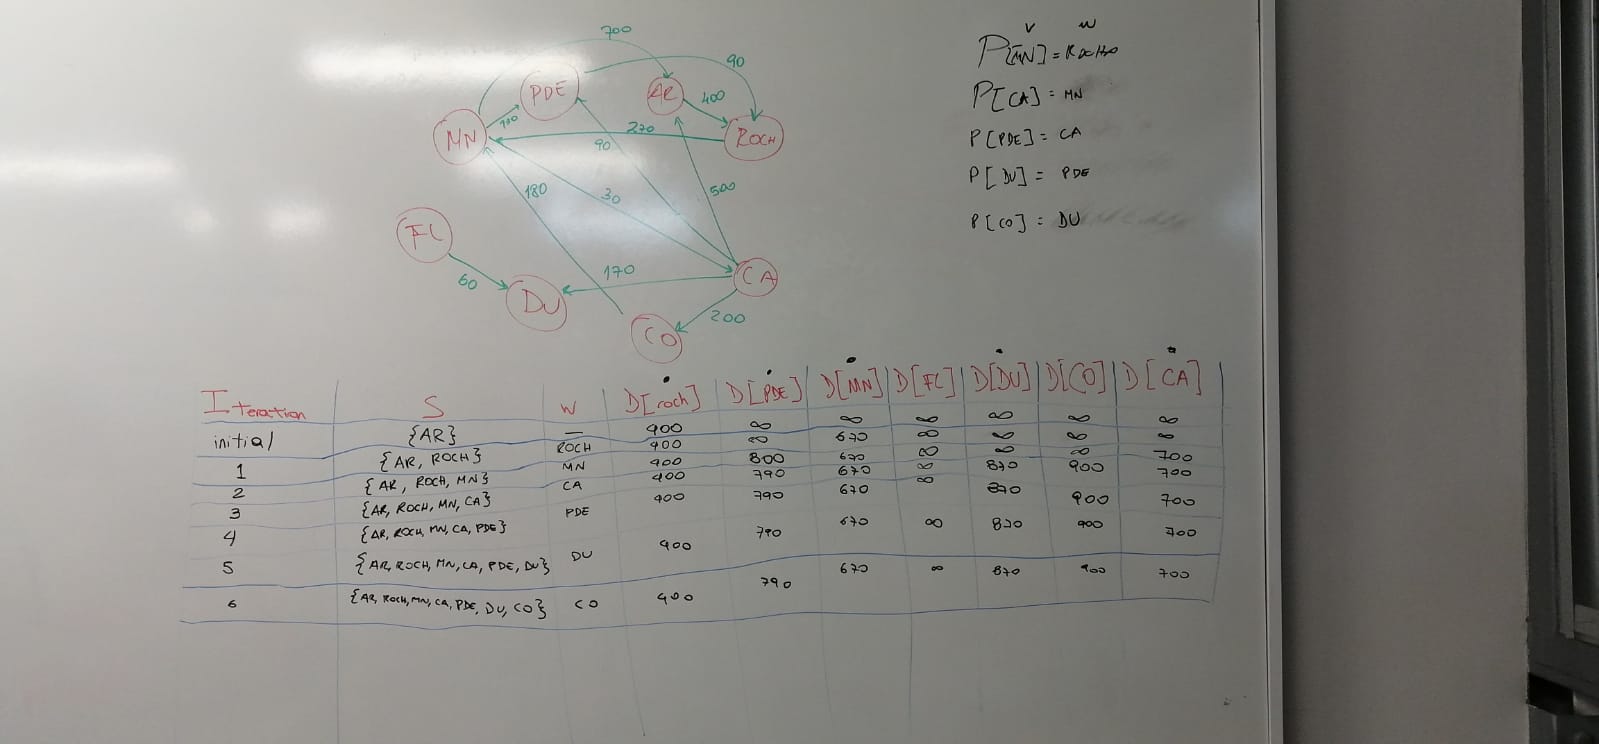 700
90
PDE
AR
400
100
MN
270
ROCH
90
180
30
500
FL
170
CA
60
DU
200
CO
V W
P[MN] = ROCH
P[CA] = MN
P[PDE] = CA
P[DU] = PDE
P[CO] = DU
Iteration S W D[roch] D[PDE] D[MN] D[FL] D[DU] D[CO] D[CA]
initial {AR} — 400 ∞ ∞ ∞ ∞ ∞ ∞
1 {AR, ROCH} ROCH 400 ∞ 670 ∞ ∞ ∞ ∞
2 {AR, ROCH, MN} MN 400 800 670 ∞ ∞ ∞ 700
3 {AR, ROCH, MN, CA} CA 400 790 670 ∞ 870 900 700
4 {AR, ROCH, MN, CA, PDE} PDE 400 790 670 ∞ 870 900 700
5 {AR, ROCH, MN, CA, PDE, DU} DU 400 790 670 ∞ 870 900 700
6 {AR, ROCH, MN, CA, PDE, DU, CO} CO 400 790 670 ∞ 870 900 700